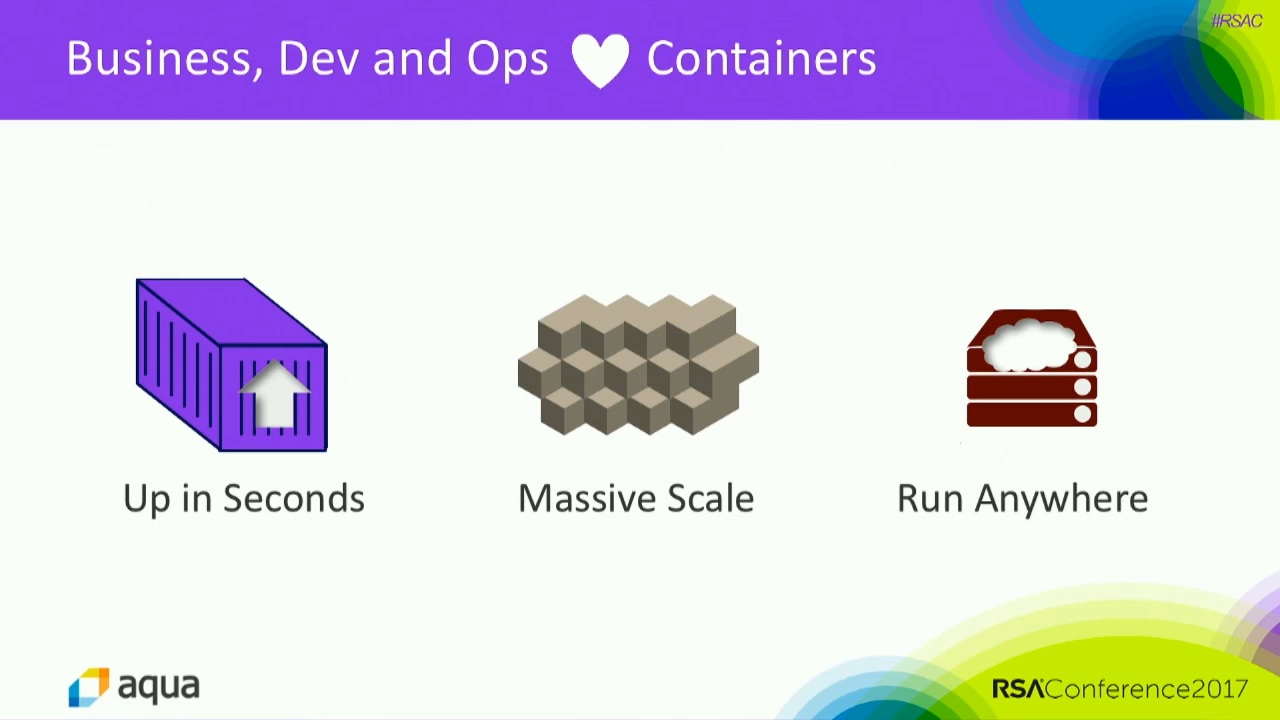 #RSAC
Business, Dev and Ops Containers
Up in Seconds
Massive Scale
Run Anywhere
aqua
RSAConference2017